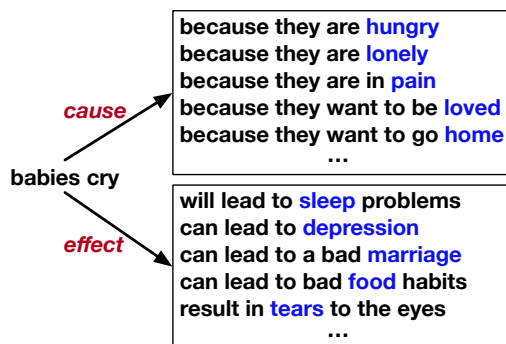 because they are hungry
because they are lonely
because they are in pain
because they want to be loved
because they want to go home
...
cause
babies cry
effect
will lead to sleep problems
can lead to depression
can lead to a bad marriage
can lead to bad food habits
result in tears to the eyes
...